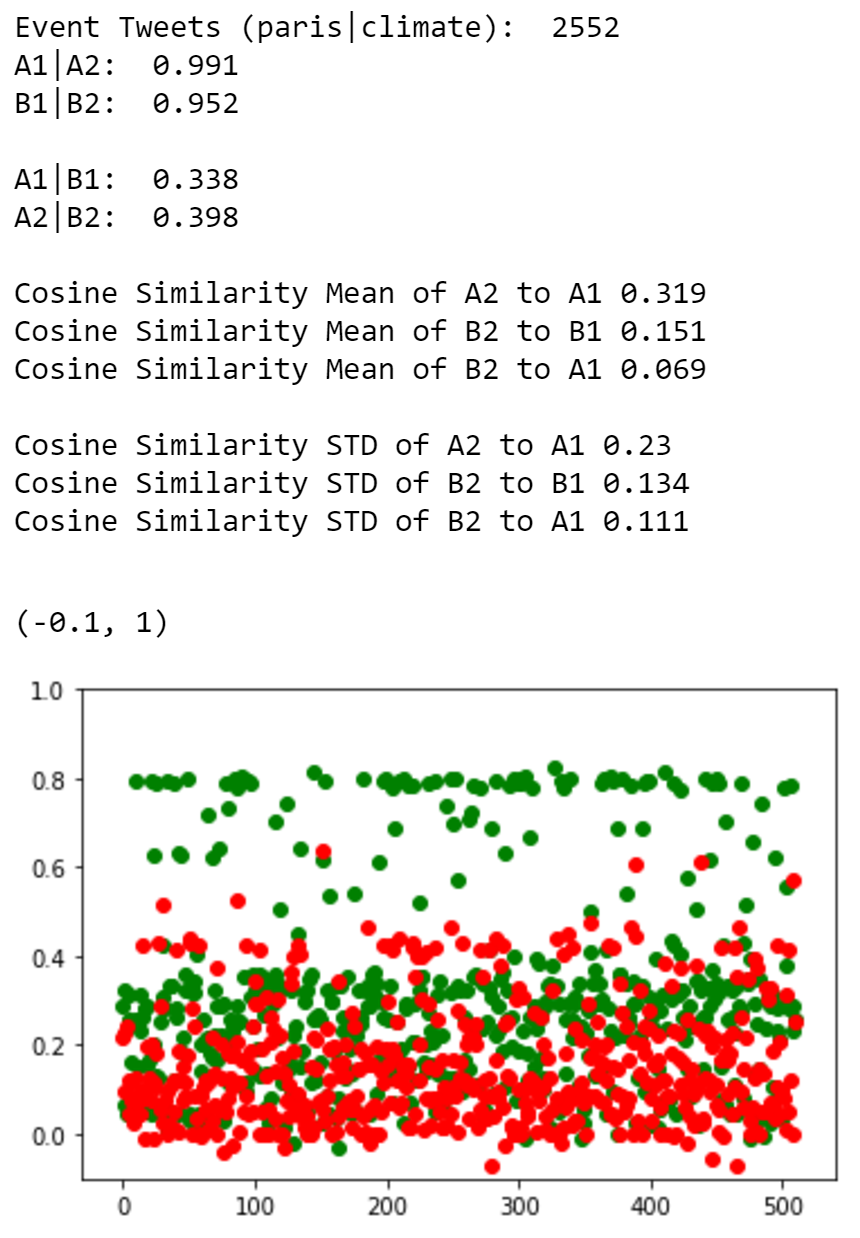 Event Tweets (paris|climate):  2552
A1|A2:  0.991
B1|B2:  0.952
A1|B1:  0.338
A2|B2:  0.398
Cosine Similarity Mean of A2 to A1 0.319
Cosine Similarity Mean of B2 to B1 0.151
Cosine Similarity Mean of B2 to A1 0.069
Cosine Similarity STD of A2 to A1 0.23
Cosine Similarity STD of B2 to B1 0.134
Cosine Similarity STD of B2 to A1 0.111
(-0.1, 1)
1.0
0.8
0.6
0.4
0.2
0.0
0 100 200 300 400 500